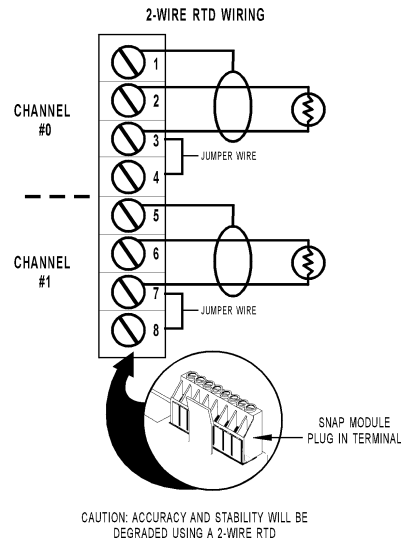 2-WIRE RTD WIRING
1
2
CHANNEL
#0
3
JUMPER WIRE
4
5
6
CHANNEL
#1
7
JUMPER WIRE
8
SNAP MODULE
PLUG IN TERMINAL
CAUTION: ACCURACY AND STABILITY WILL BE
DEGRADED USING A 2-WIRE RTD